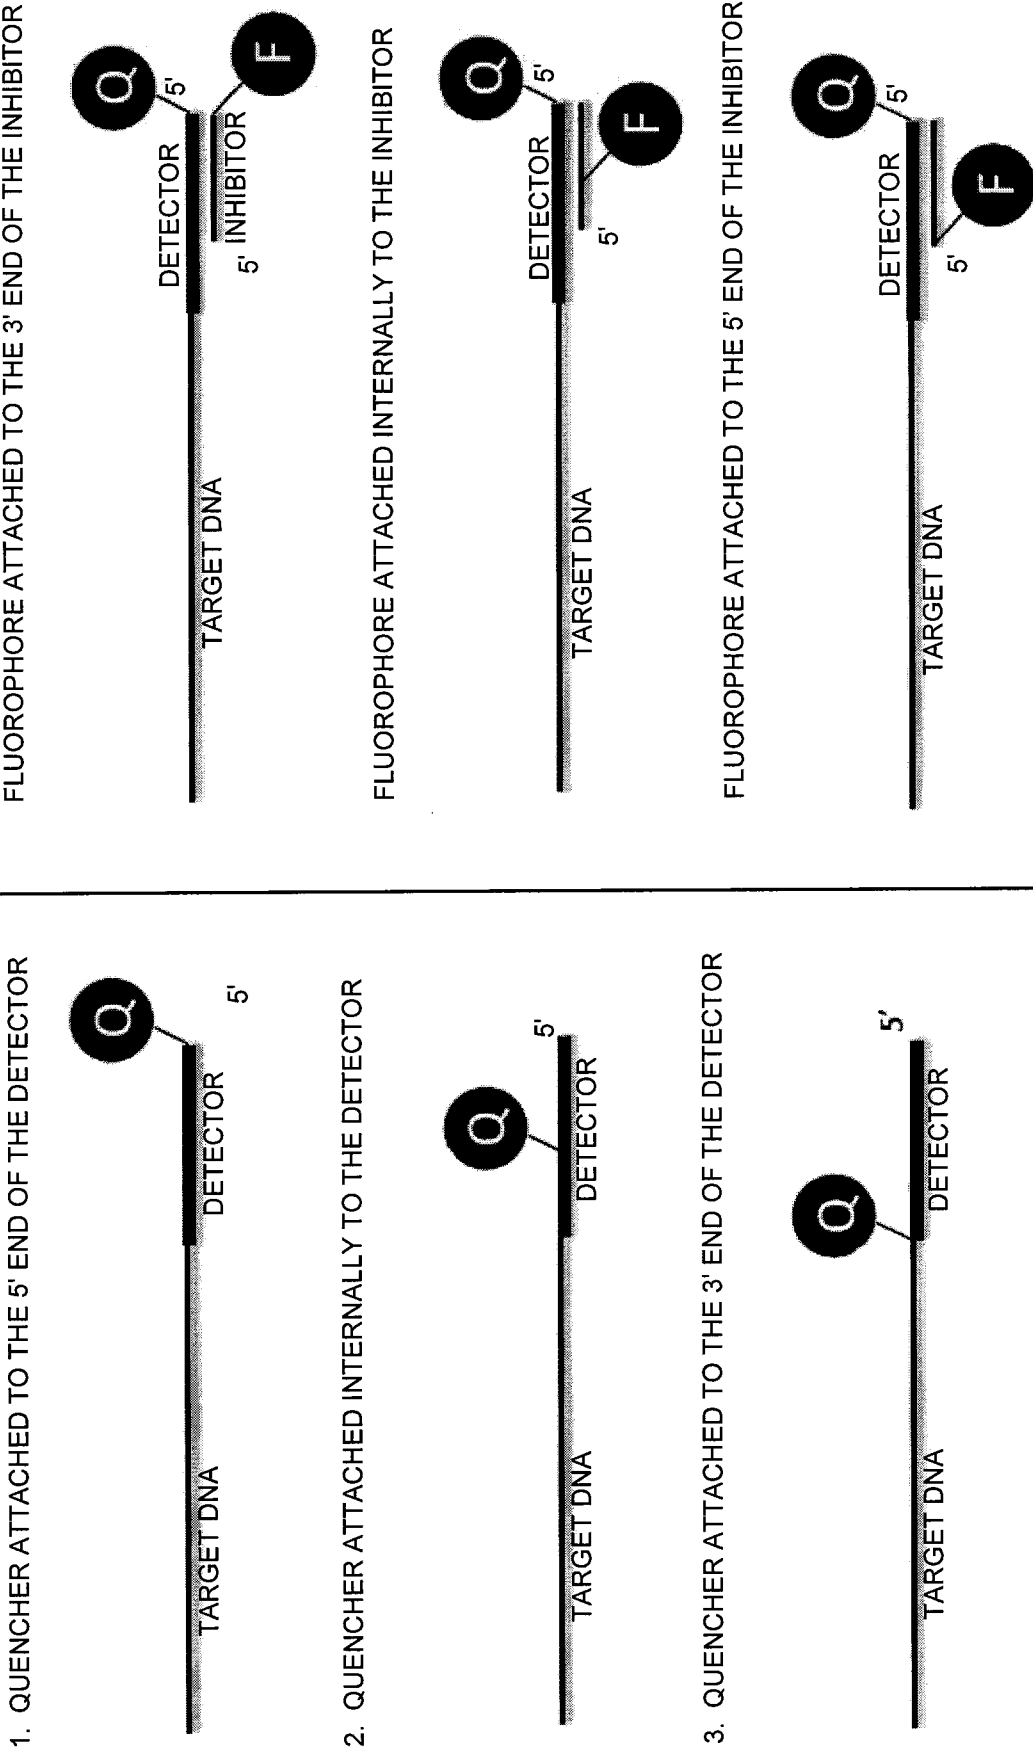 1. QUENCHER ATTACHED TO THE 5' END OF THE DETECTOR
Q
TARGET DNA DETECTOR
5'
2. QUENCHER ATTACHED INTERNALLY TO THE DETECTOR
Q
5'
TARGET DNA DETECTOR
3. QUENCHER ATTACHED TO THE 3' END OF THE DETECTOR
Q
5'
TARGET DNA DETECTOR
FLUOROPHORE ATTACHED TO THE 3' END OF THE INHIBITOR
Q
DETECTOR 5'
TARGET DNA
INHIBITOR
5'
F
FLUOROPHORE ATTACHED INTERNALLY TO THE INHIBITOR
Q
DETECTOR 5'
TARGET DNA
5'
F
FLUOROPHORE ATTACHED TO THE 5' END OF THE INHIBITOR
Q
DETECTOR 5'
TARGET DNA
5'
F